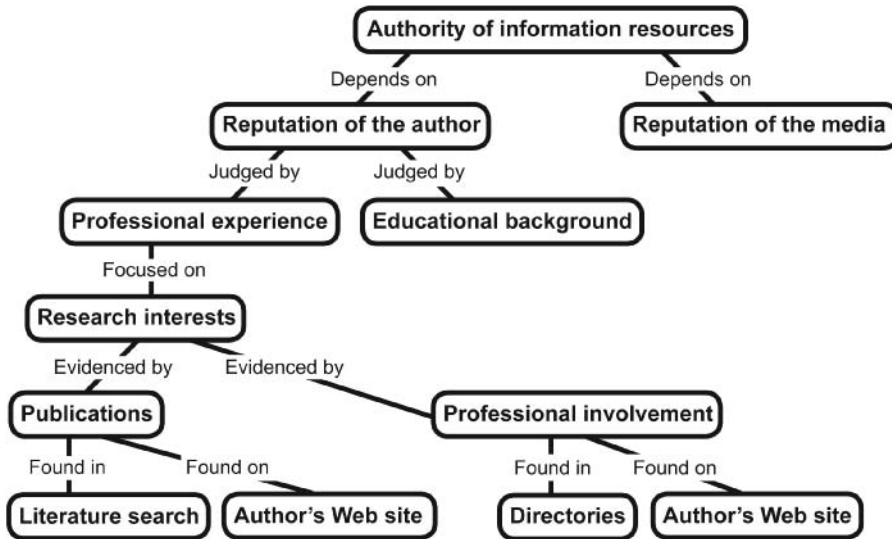 Authority of information resources
Depends on
Depends on
Reputation of the author
Reputation of the media
Judged by
Judged by
Professional experience
Educational background
Focused on
Research interests
Evidenced by
Evidenced by
Publications
Professional involvement
Found in
Found on
Found in
Found on
Literature search
Author's Web site
Directories
Author's Web site